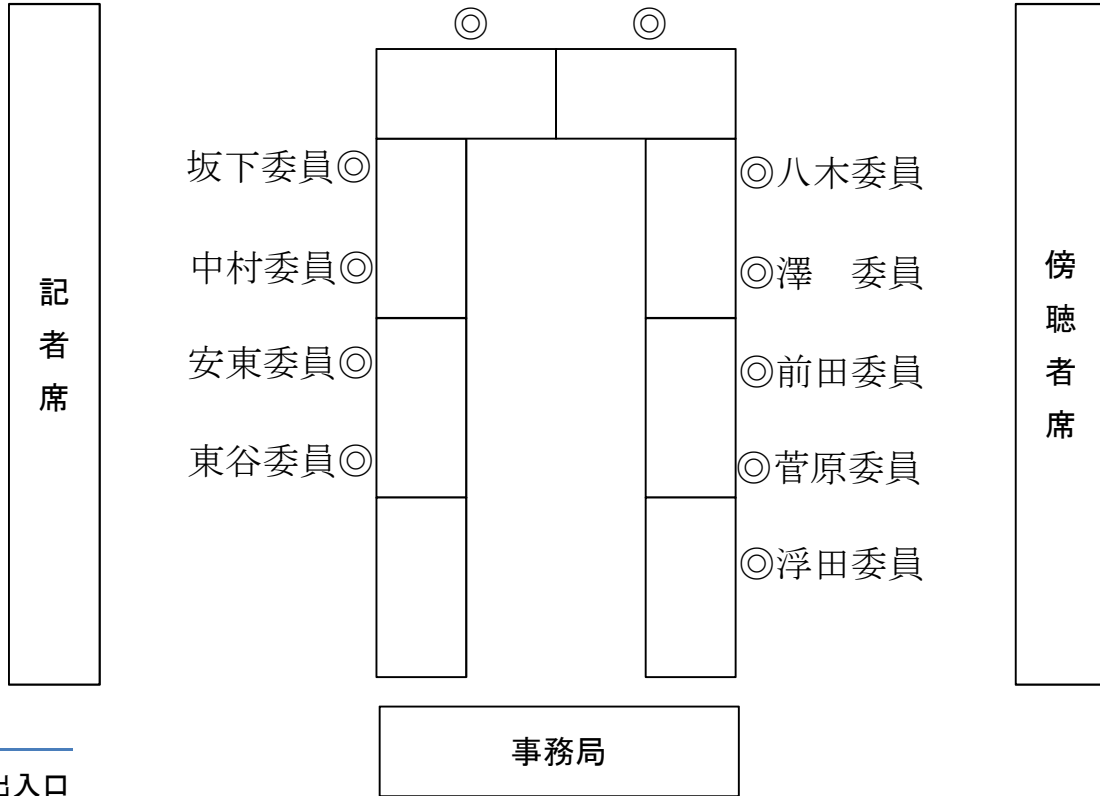 ◎ ◎
坂下委員◎
◎八木委員
中村委員◎
◎澤　委員
安東委員◎
◎前田委員
東谷委員◎
◎菅原委員
◎浮田委員
記者席
傍聴者席
事務局
出入口